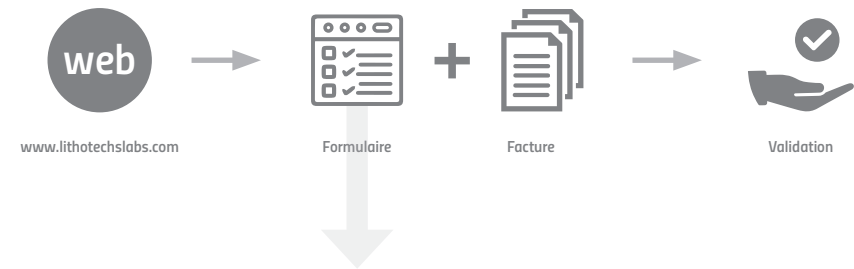 web
www.lithotechslabs.com
Formulaire
Facture
Validation